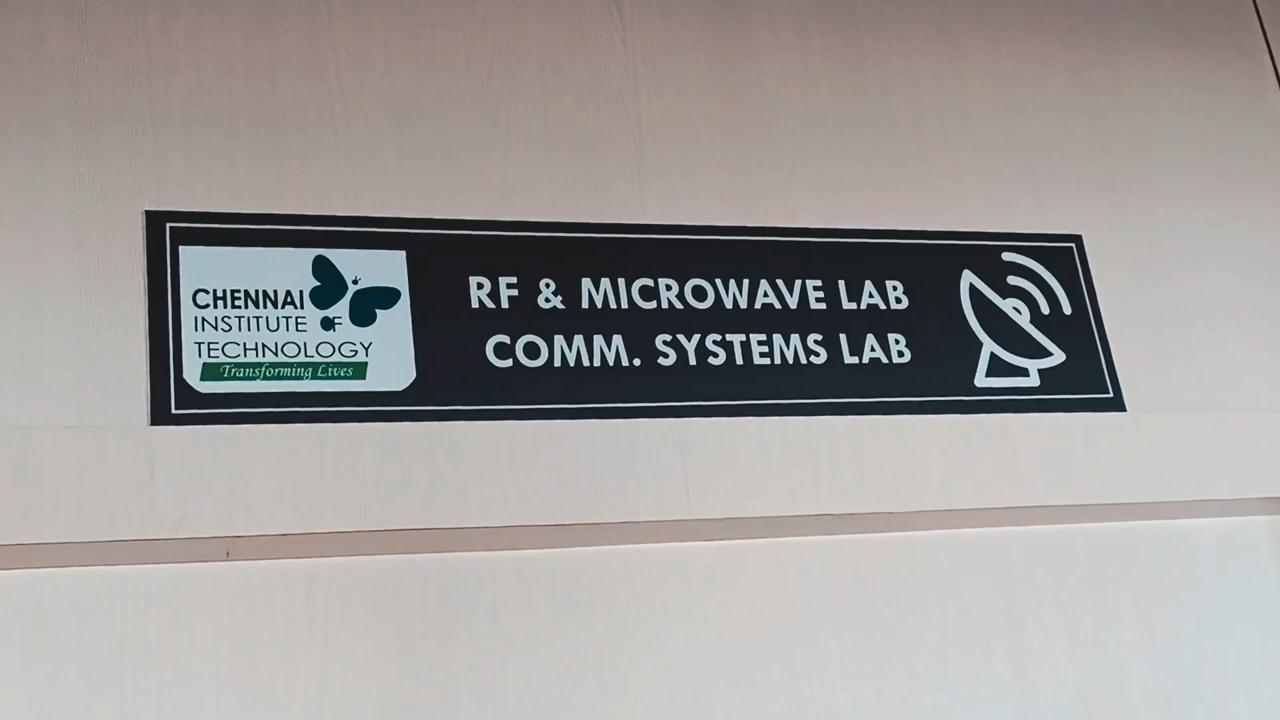 CHENNAI
INSTITUTE OF
TECHNOLOGY
Transforming Lives
RF & MICROWAVE LAB
COMM. SYSTEMS LAB